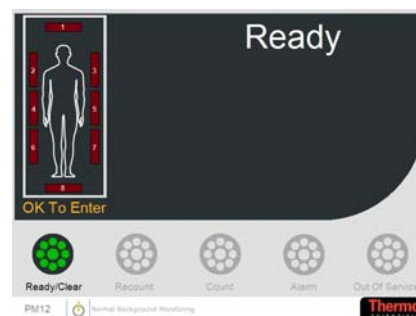 Ready
1
2 3
4 5
6 7
8
OK To Enter
Ready/Clear Recount Count Alarm Out Of Service
PM12 Normal Background Monitoring
Thermo